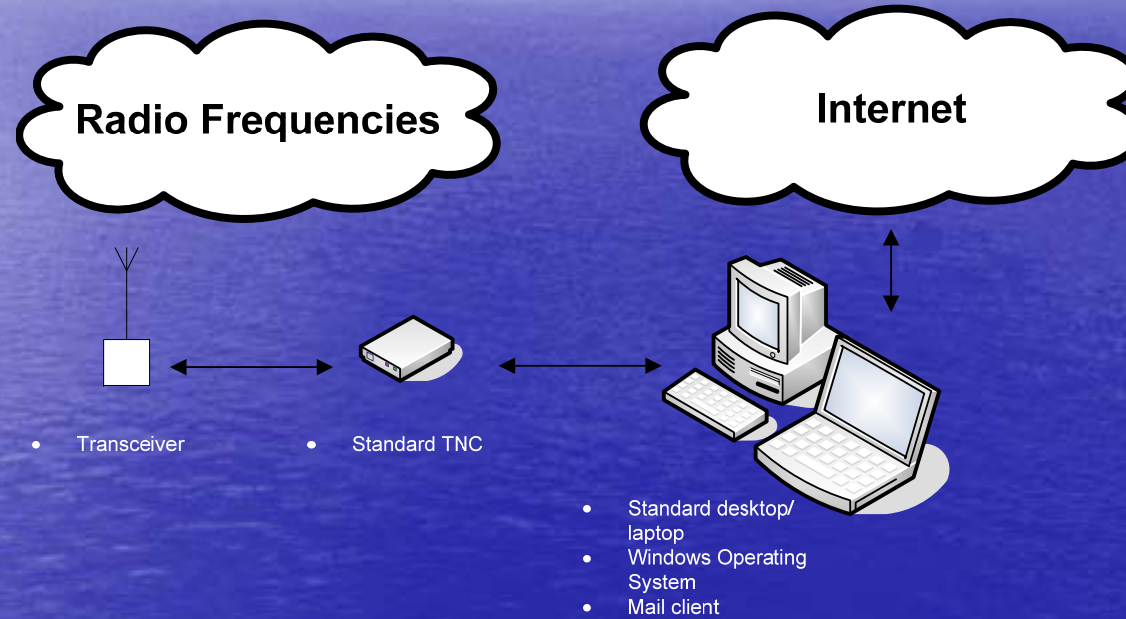 Radio Frequencies
Internet
• Transceiver
• Standard TNC
• Standard desktop/
laptop
• Windows Operating
System
• Mail client